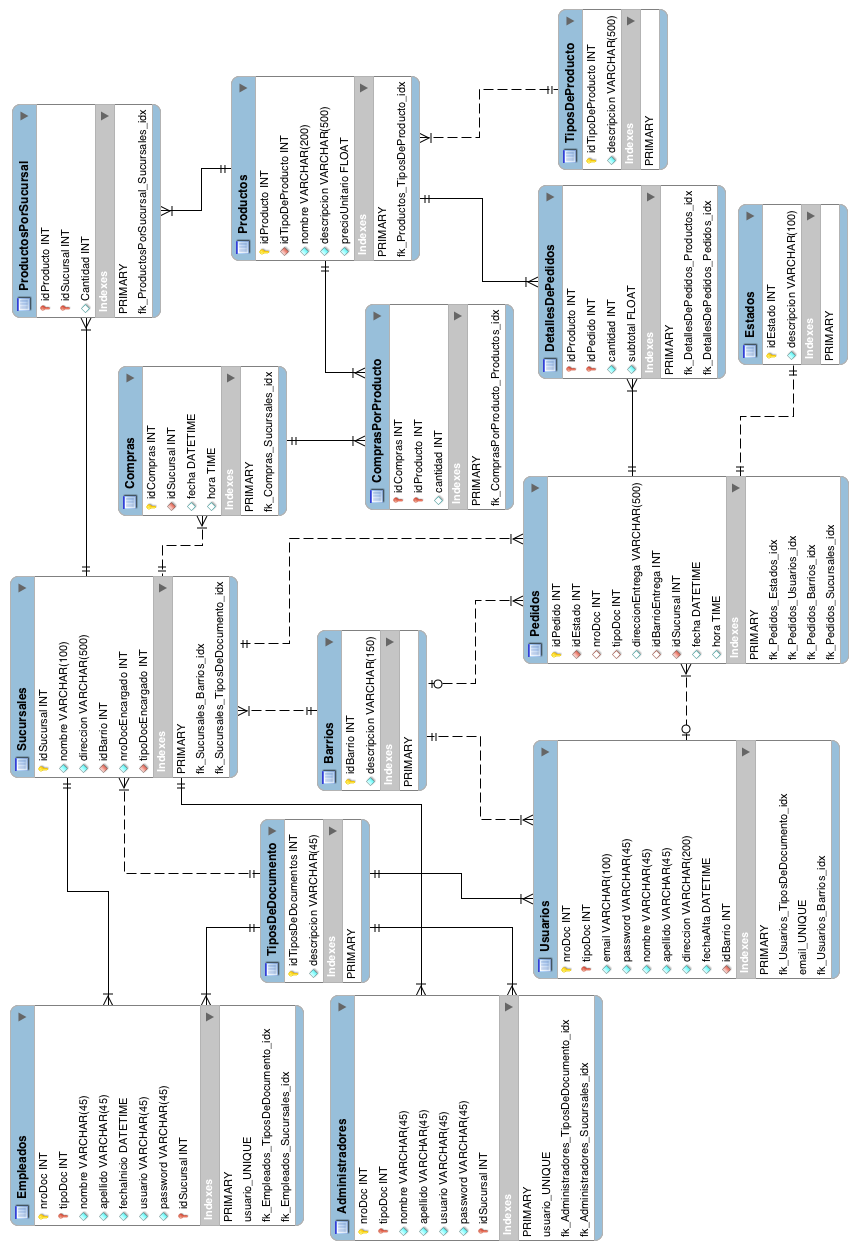 Empleados
nroDoc INT
tipoDoc INT
nombre VARCHAR(45)
apellido VARCHAR(45)
fechaInicio DATETIME
usuario VARCHAR(45)
password VARCHAR(45)
idSucursal INT
Indexes
PRIMARY
usuario_UNIQUE
fk_Empleados_TiposDeDocumento_idx
fk_Empleados_Sucursales_idx
Sucursales
idSucursal INT
nombre VARCHAR(100)
direccion VARCHAR(500)
idBarrio INT
nroDocEncargado INT
tipoDocEncargado INT
Indexes
PRIMARY
fk_Sucursales_Barrios_idx
fk_Sucursales_TiposDeDocumento_idx
ProductosPorSucursal
idProducto INT
idSucursal INT
Cantidad INT
Indexes
PRIMARY
fk_ProductosPorSucursal_Sucursales_idx
Compras
idCompras INT
idSucursal INT
fecha DATETIME
hora TIME
Indexes
PRIMARY
fk_Compras_Sucursales_idx
Productos
idProducto INT
idTipoDeProducto INT
nombre VARCHAR(200)
descripcion VARCHAR(500)
precioUnitario FLOAT
Indexes
PRIMARY
fk_Productos_TiposDeProducto_idx
TiposDeDocumento
idTiposDeDocumentos INT
descripcion VARCHAR(45)
Indexes
PRIMARY
Barrios
idBarrio INT
descripcion VARCHAR(150)
Indexes
PRIMARY
Administradores
nroDoc INT
tipoDoc INT
nombre VARCHAR(45)
apellido VARCHAR(45)
usuario VARCHAR(45)
password VARCHAR(45)
idSucursal INT
Indexes
PRIMARY
usuario_UNIQUE
fk_Administradores_TiposDeDocumento_idx
fk_Administradores_Sucursales_idx
ComprasPorProducto
idCompras INT
idProducto INT
cantidad INT
Indexes
PRIMARY
fk_ComprasPorProducto_Productos_idx
Usuarios
nroDoc INT
tipoDoc INT
email VARCHAR(100)
password VARCHAR(45)
nombre VARCHAR(45)
apellido VARCHAR(45)
direccion VARCHAR(200)
fechaAlta DATETIME
idBarrio INT
Indexes
PRIMARY
fk_Usuarios_TiposDeDocumento_idx
email_UNIQUE
fk_Usuarios_Barrios_idx
Pedidos
idPedido INT
idEstado INT
nroDoc INT
tipoDoc INT
direccionEntrega VARCHAR(500)
idBarrioEntrega INT
idSucursal INT
fecha DATETIME
hora TIME
Indexes
PRIMARY
fk_Pedidos_Estados_idx
fk_Pedidos_Usuarios_idx
fk_Pedidos_Barrios_idx
fk_Pedidos_Sucursales_idx
DetallesDePedidos
idProducto INT
idPedido INT
cantidad INT
subtotal FLOAT
Indexes
PRIMARY
fk_DetallesDePedidos_Productos_idx
fk_DetallesDePedidos_Pedidos_idx
TiposDeProducto
idTipoDeProducto INT
descripcion VARCHAR(500)
Indexes
PRIMARY
Estados
idEstado INT
descripcion VARCHAR(100)
Indexes
PRIMARY